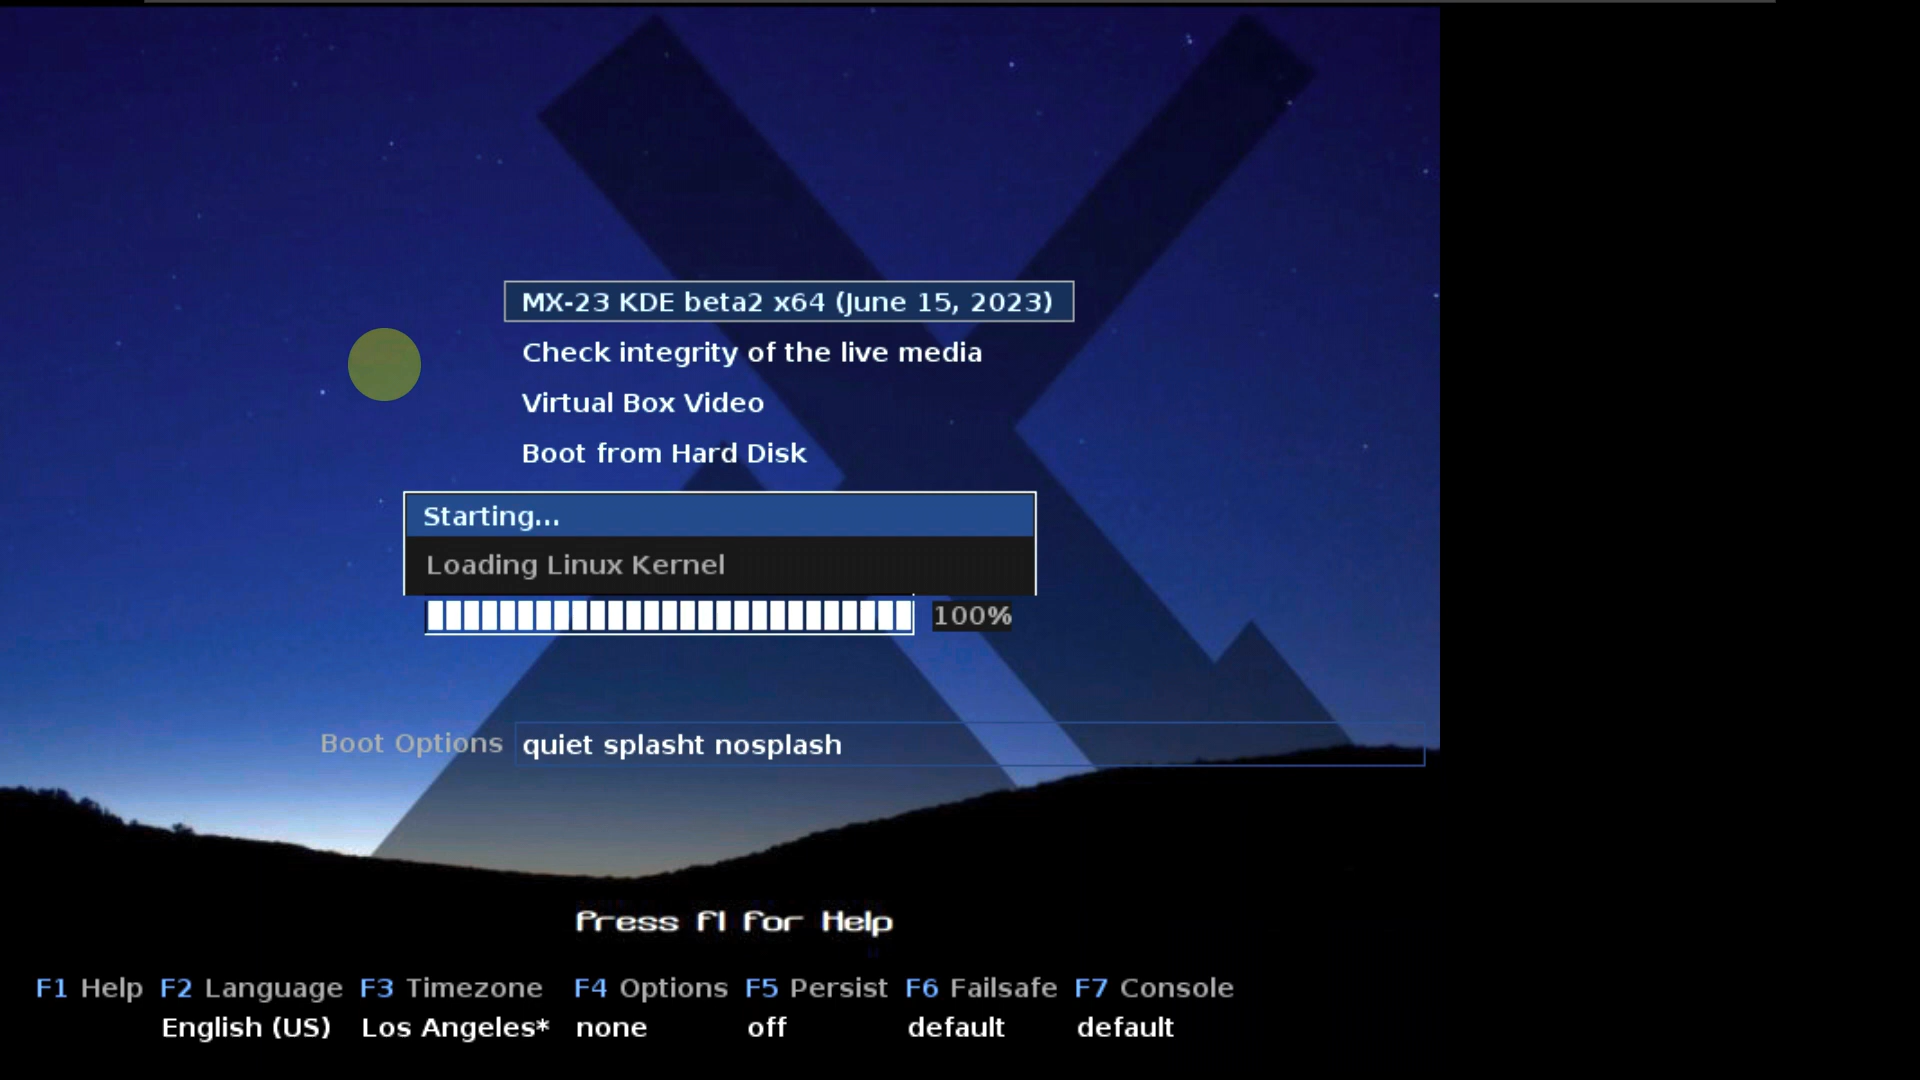 MX-23 KDE beta2 x64 (June 15, 2023)
Check integrity of the live media
Virtual Box Video
Boot from Hard Disk
Starting...
Loading Linux Kernel
100%
Boot Options quiet splasht nosplash
Press F1 for Help
F1 Help F2 Language F3 Timezone F4 Options F5 Persist F6 Failsafe F7 Console
English (US) Los Angeles* none off default default